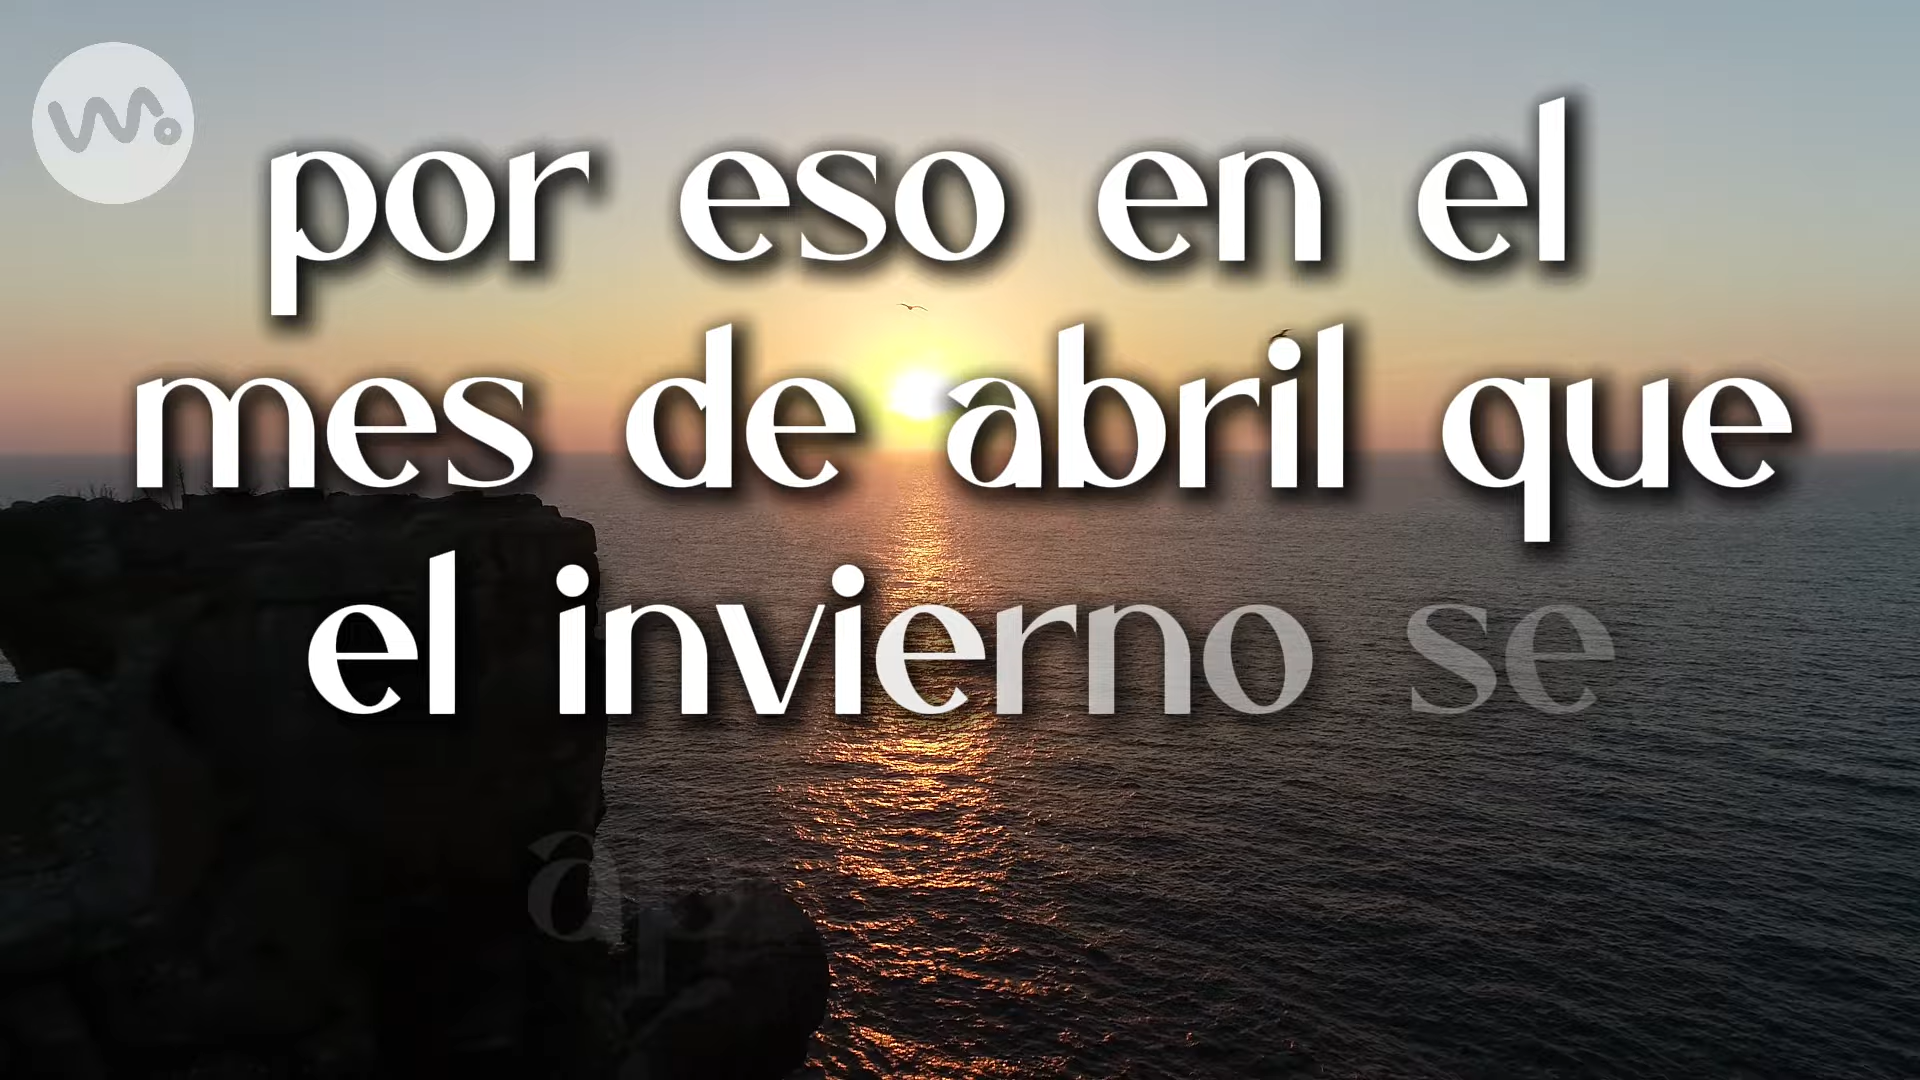 por eso en el
mes de abril que
el invierno se